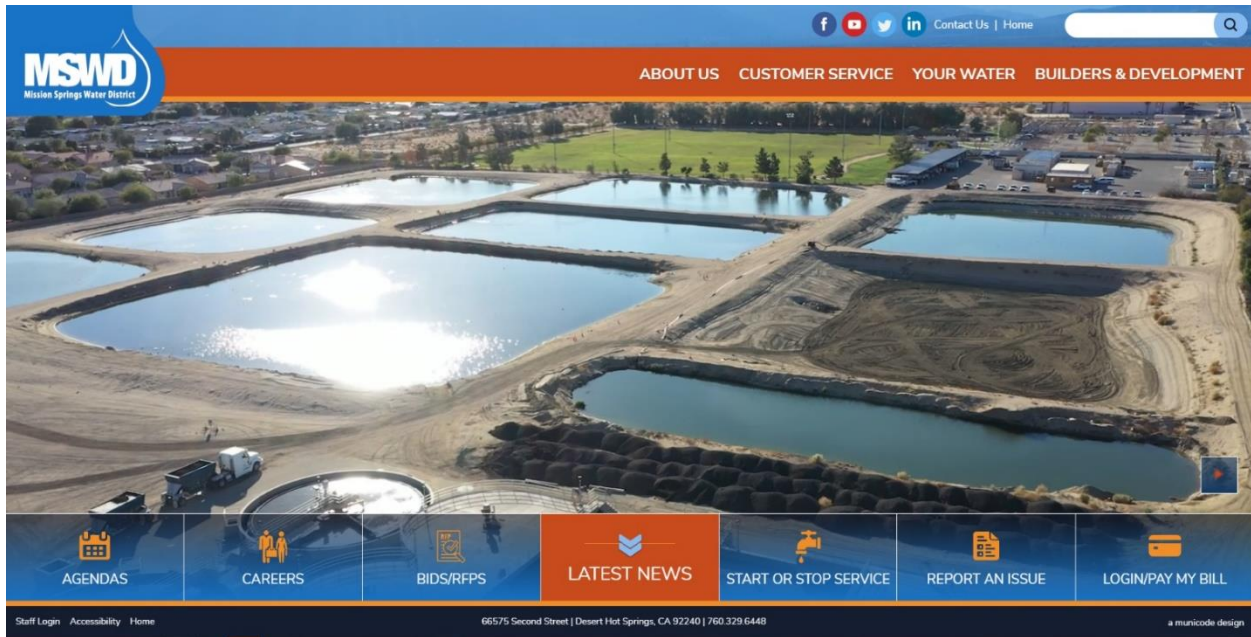 Contact Us | Home
MSWD
Mission Springs Water District
ABOUT US CUSTOMER SERVICE YOUR WATER BUILDERS & DEVELOPMENT
AGENDAS
CAREERS
RFP
BIDS/RFPS
LATEST NEWS
START OR STOP SERVICE
REPORT AN ISSUE
LOGIN/PAY MY BILL
Staff Login Accessibility Home
66575 Second Street | Desert Hot Springs, CA 92240 | 760.329.6448
a municode design